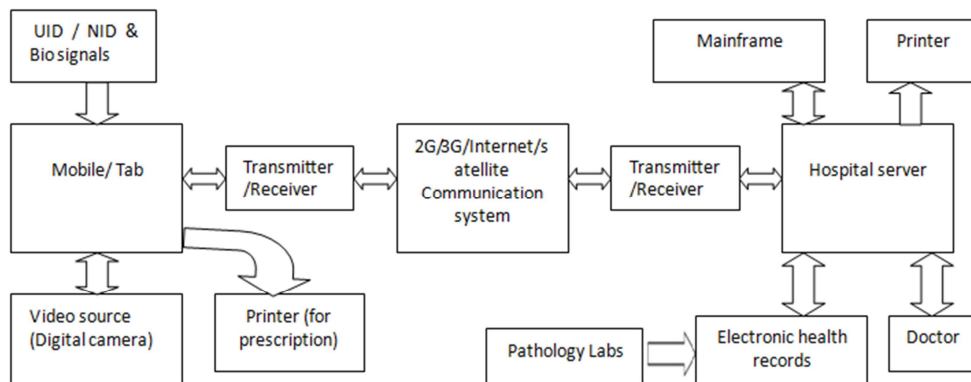 UID / NID &
Bio signals
Mainframe
Printer
Mobile/ Tab
Transmitter
/Receiver
2G/3G/Internet/s
atellite
Communication
system
Transmitter
/Receiver
Hospital server
Video source
(Digital camera)
Printer (for
prescription)
Pathology Labs
Electronic health
records
Doctor